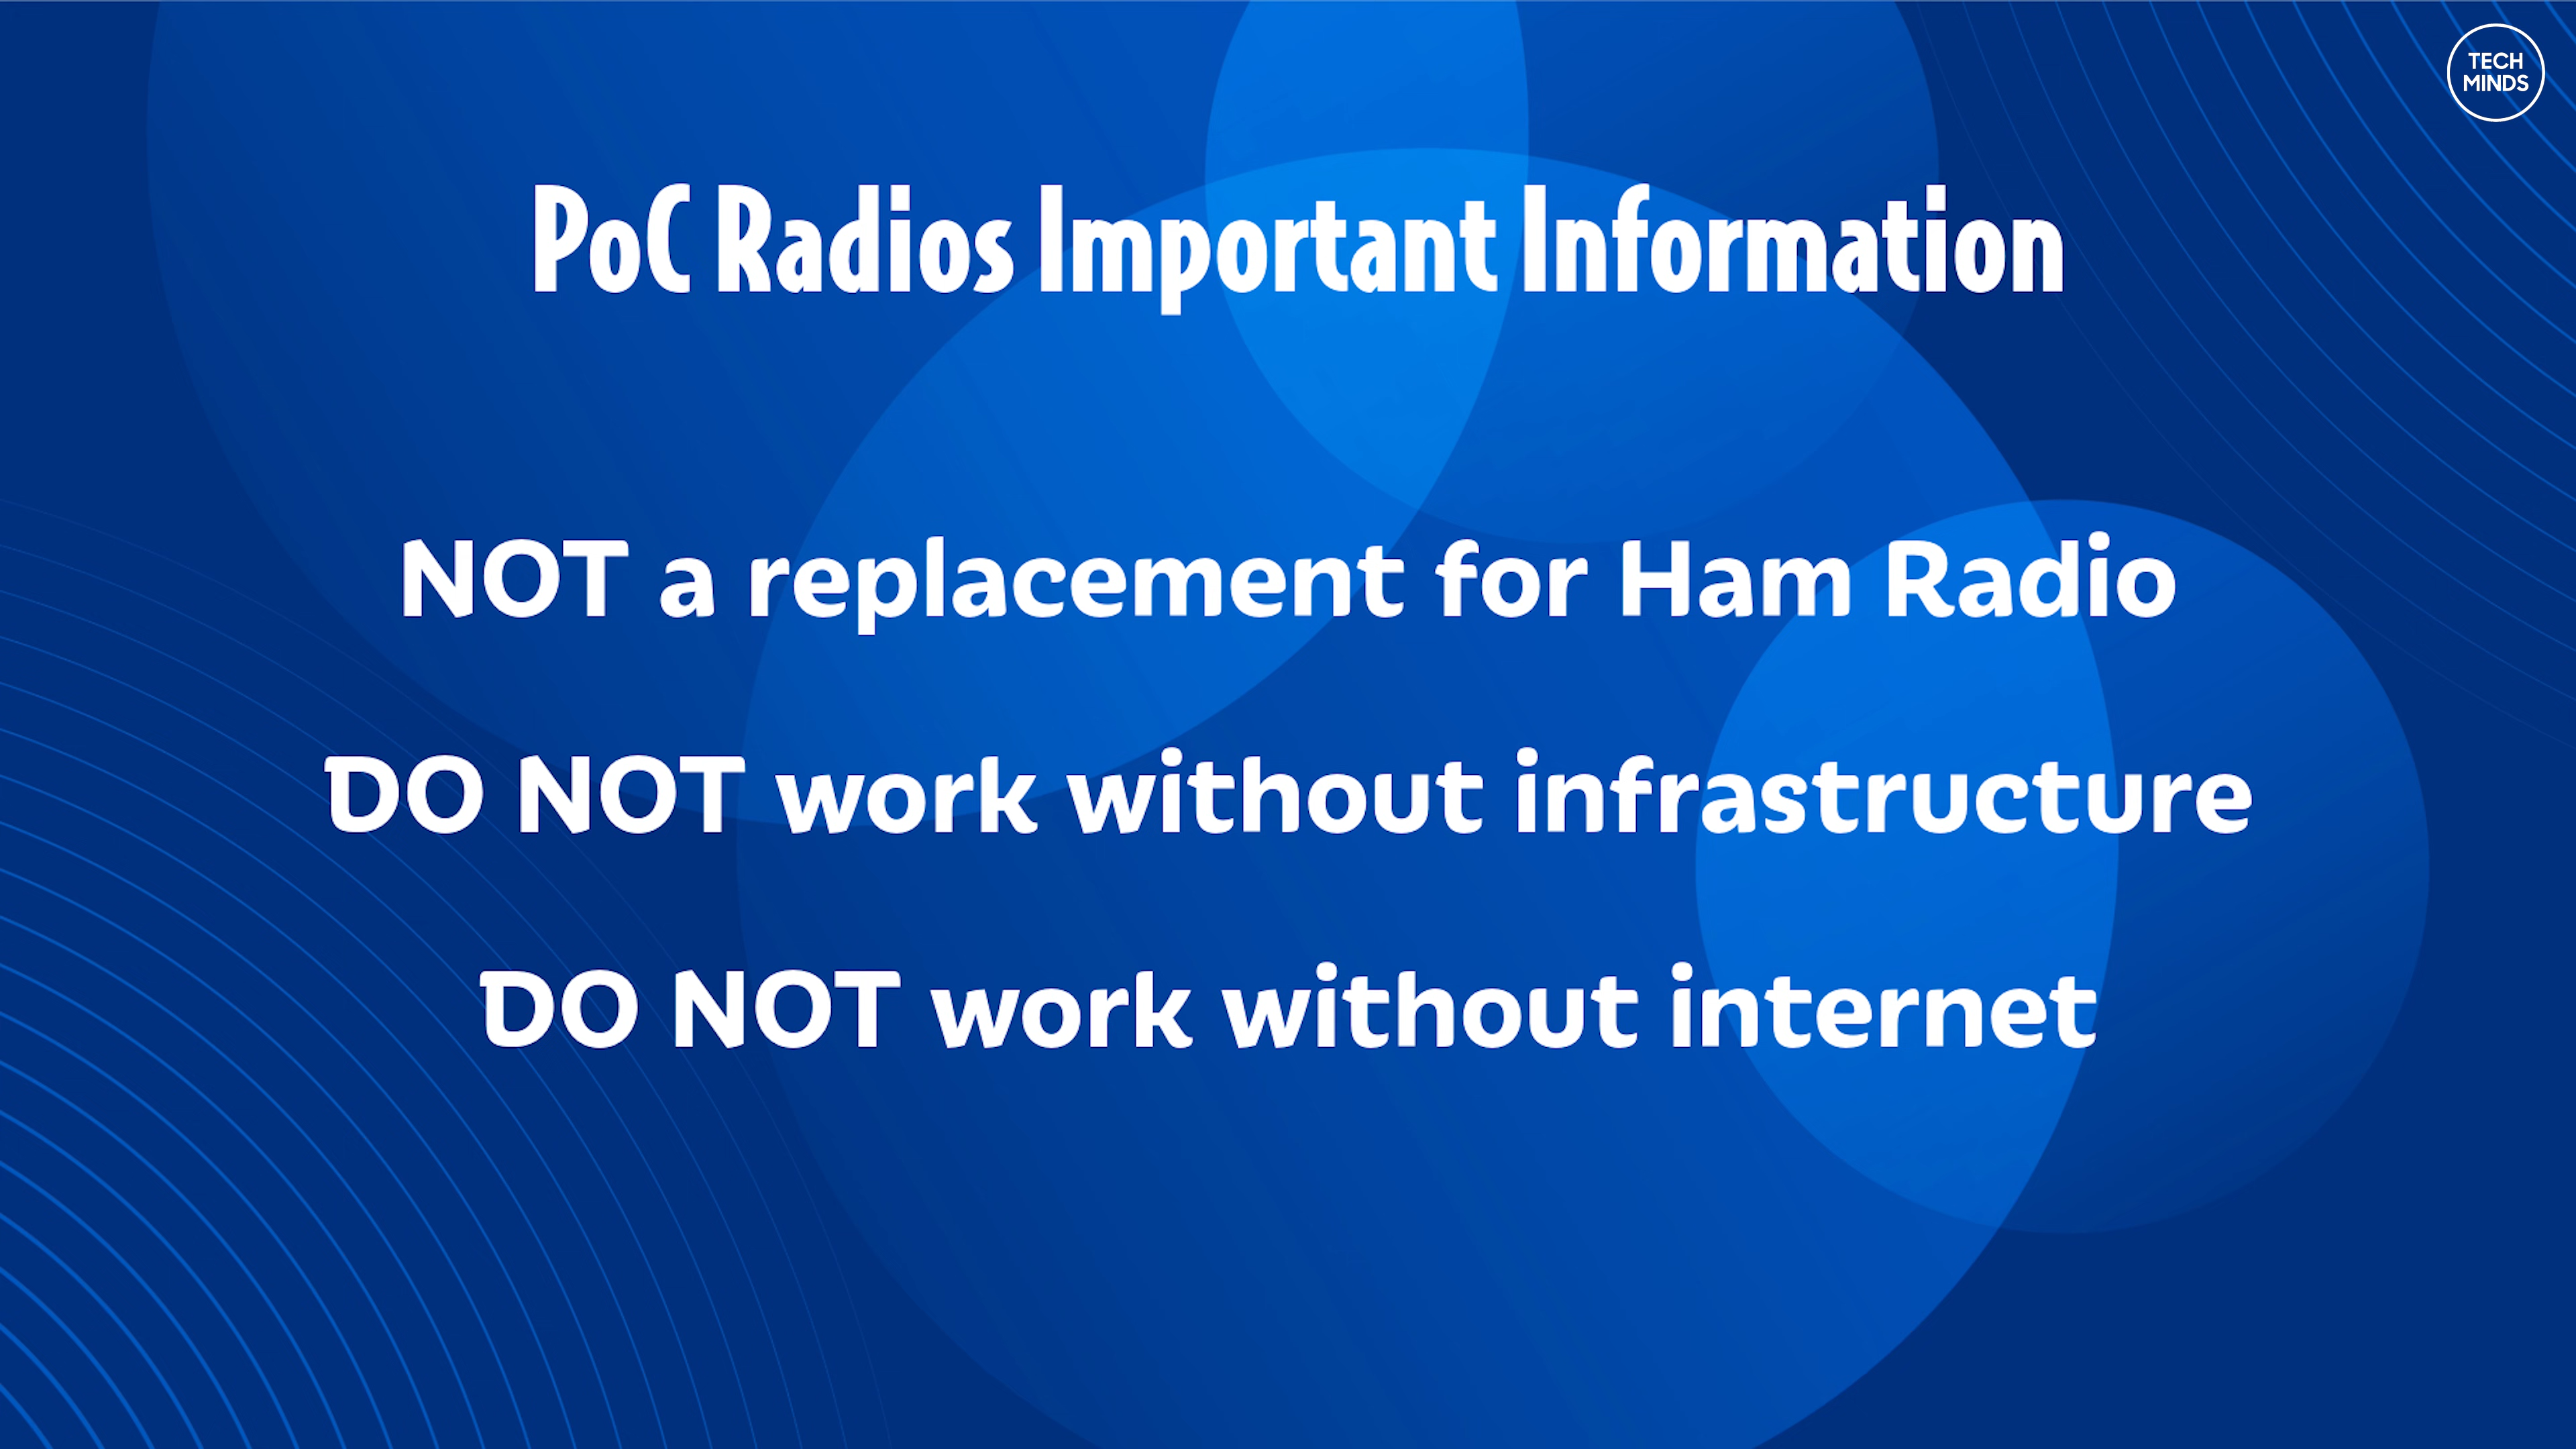 TECH
MINDS
PoC Radios Important Information
NOT a replacement for Ham Radio
DO NOT work without infrastructure
DO NOT work without internet